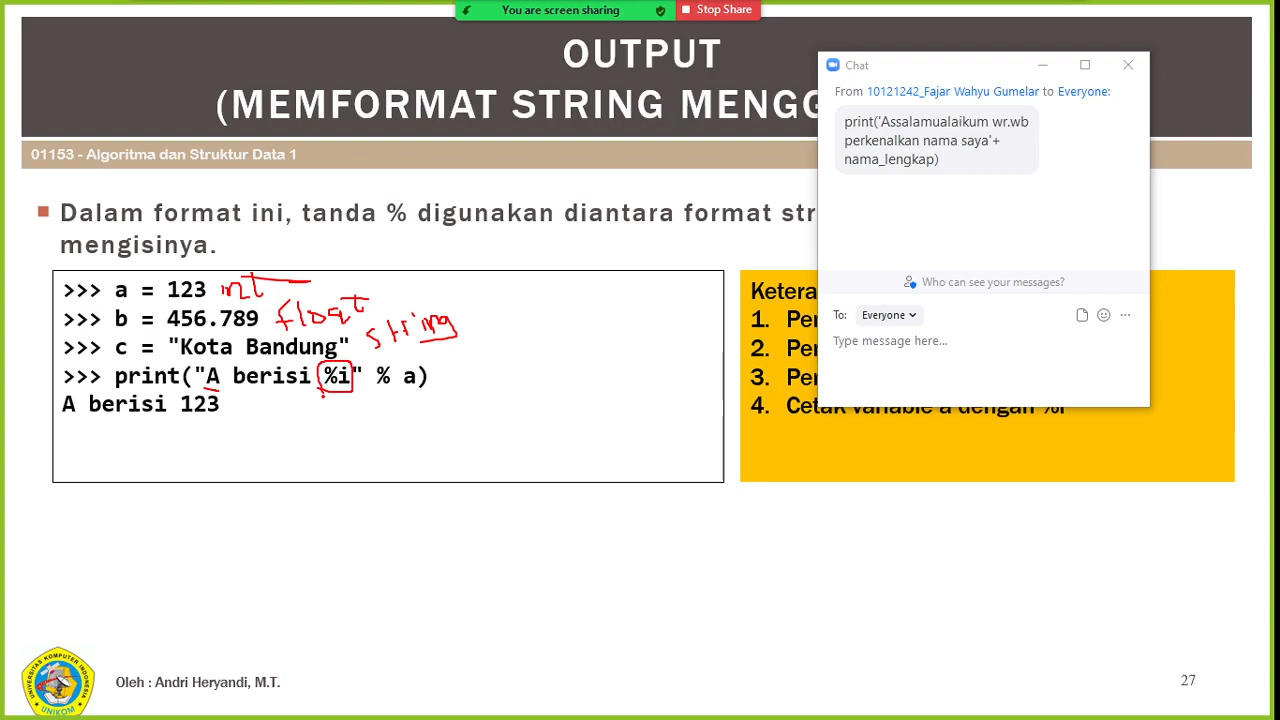 You are screen sharing
Stop Share
OUTPUT
(MEMFORMAT STRING MENGG
01153 - Algoritma dan Struktur Data 1
Dalam format ini, tanda % digunakan diantara format str
mengisinya.
>>> a = 123 int
>>> b = 456.789 float
>>> c = "Kota Bandung" string
>>> print("A berisi %i" % a)
A berisi 123
Ketera
1. Per
2. Per
3. Per
4. Cetak variable a dengan %i
Chat
From 10121242_Fajar Wahyu Gumelar to Everyone:
print('Assalamualaikum wr.wb
perkenalkan nama saya'+
nama_lengkap)
Who can see your messages?
To: Everyone
Type message here...
UNIVERSITAS KOMPUTER INDONESIA
UNIKOM
Oleh : Andri Heryandi, M.T.
27